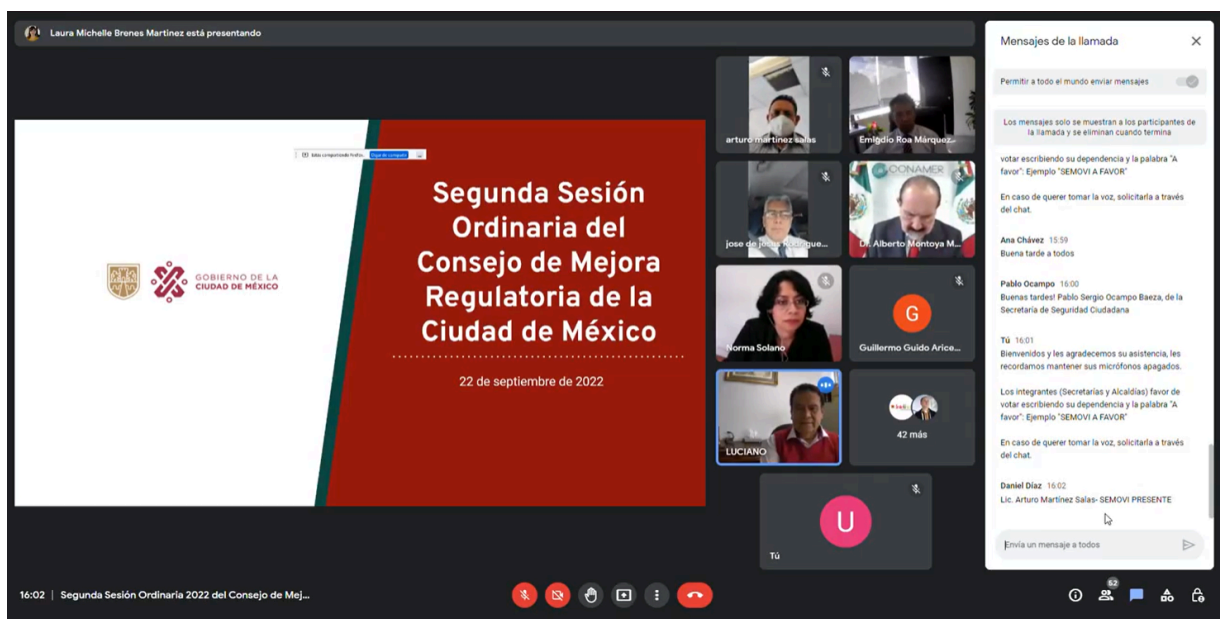 Laura Michelle Brenes Martinez está presentando
GOBIERNO DE LA
CIUDAD DE MÉXICO
Segunda Sesión
Ordinaria del
Consejo de Mejora
Regulatoria de la
Ciudad de México
22 de septiembre de 2022
arturo martinez salas
Emigdio Roa Márquez...
CONAMER
jose de jesus Rodrigue...
Dr. Alberto Montoya M...
Norma Solano
G
Guillermo Guido Arice...
LUCIANO
42 más
U
Tú
Mensajes de la llamada
Permitir a todo el mundo enviar mensajes
Los mensajes solo se muestran a los participantes de
la llamada y se eliminan cuando termina
votar escribiendo su dependencia y la palabra "A
favor": Ejemplo "SEMOVI A FAVOR"
En caso de querer tomar la voz, solicitarla a través
del chat.
Ana Chávez 15:59
Buena tarde a todos
Pablo Ocampo 16:00
Buenas tardes! Pablo Sergio Ocampo Baeza, de la
Secretaría de Seguridad Ciudadana
Tú 16:01
Bienvenidos y les agradecemos su asistencia, les
recordamos mantener sus micrófonos apagados.
Los integrantes (Secretarías y Alcaldías) favor de
votar escribiendo su dependencia y la palabra "A
favor": Ejemplo "SEMOVI A FAVOR"
En caso de querer tomar la voz, solicitarla a través
del chat.
Daniel Díaz 16:02
Lic. Arturo Martínez Salas- SEMOVI PRESENTE
Envía un mensaje a todos
16:02 | Segunda Sesión Ordinaria 2022 del Consejo de Mej...
52